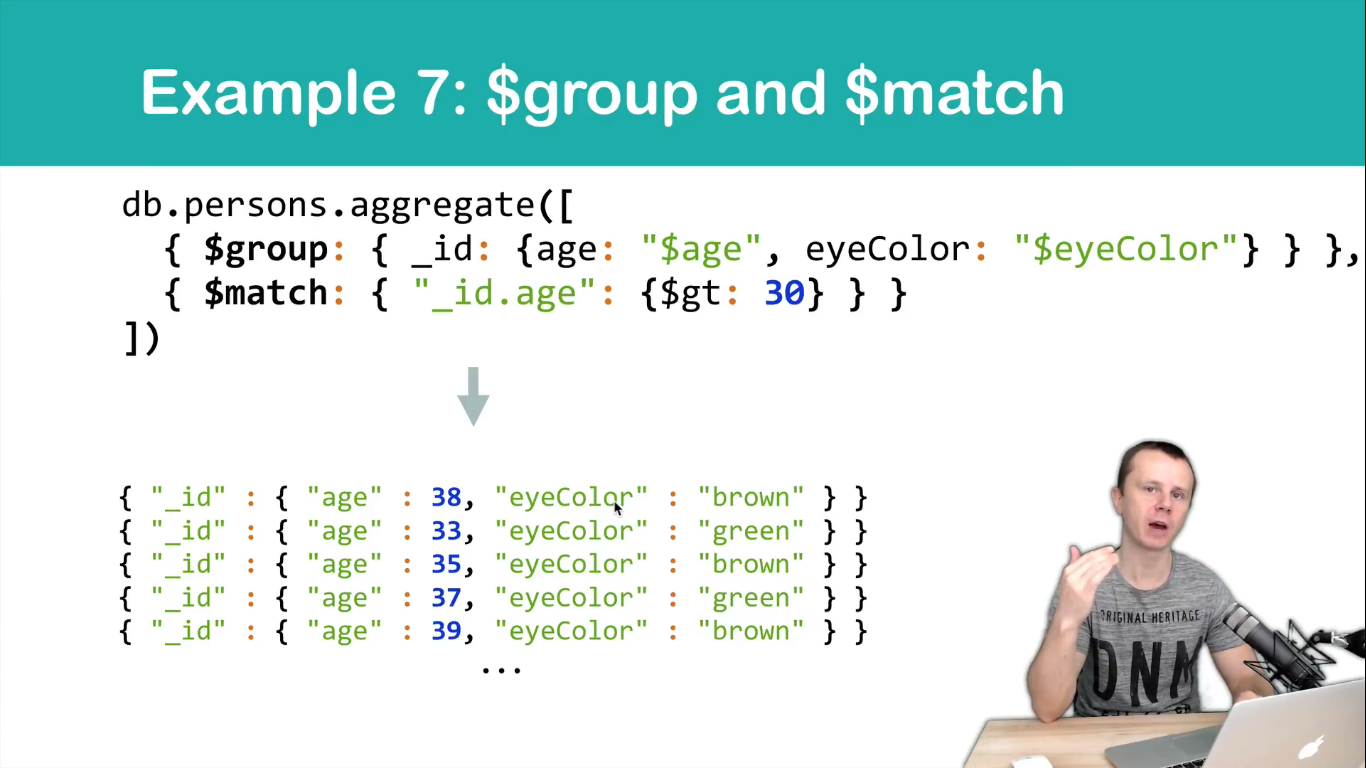 Example 7: $group and $match
db.persons.aggregate([
{ $group: { _id: {age: "$age", eyeColor: "$eyeColor"} } },
{ $match: { "_id.age": {$gt: 30} } }
])
{ "_id" : { "age" : 38, "eyeColor" : "brown" } }
{ "_id" : { "age" : 33, "eyeColor" : "green" } }
{ "_id" : { "age" : 35, "eyeColor" : "brown" } }
{ "_id" : { "age" : 37, "eyeColor" : "green" } }
{ "_id" : { "age" : 39, "eyeColor" : "brown" } }
...
ORIGINAL HERITAGE
DNM